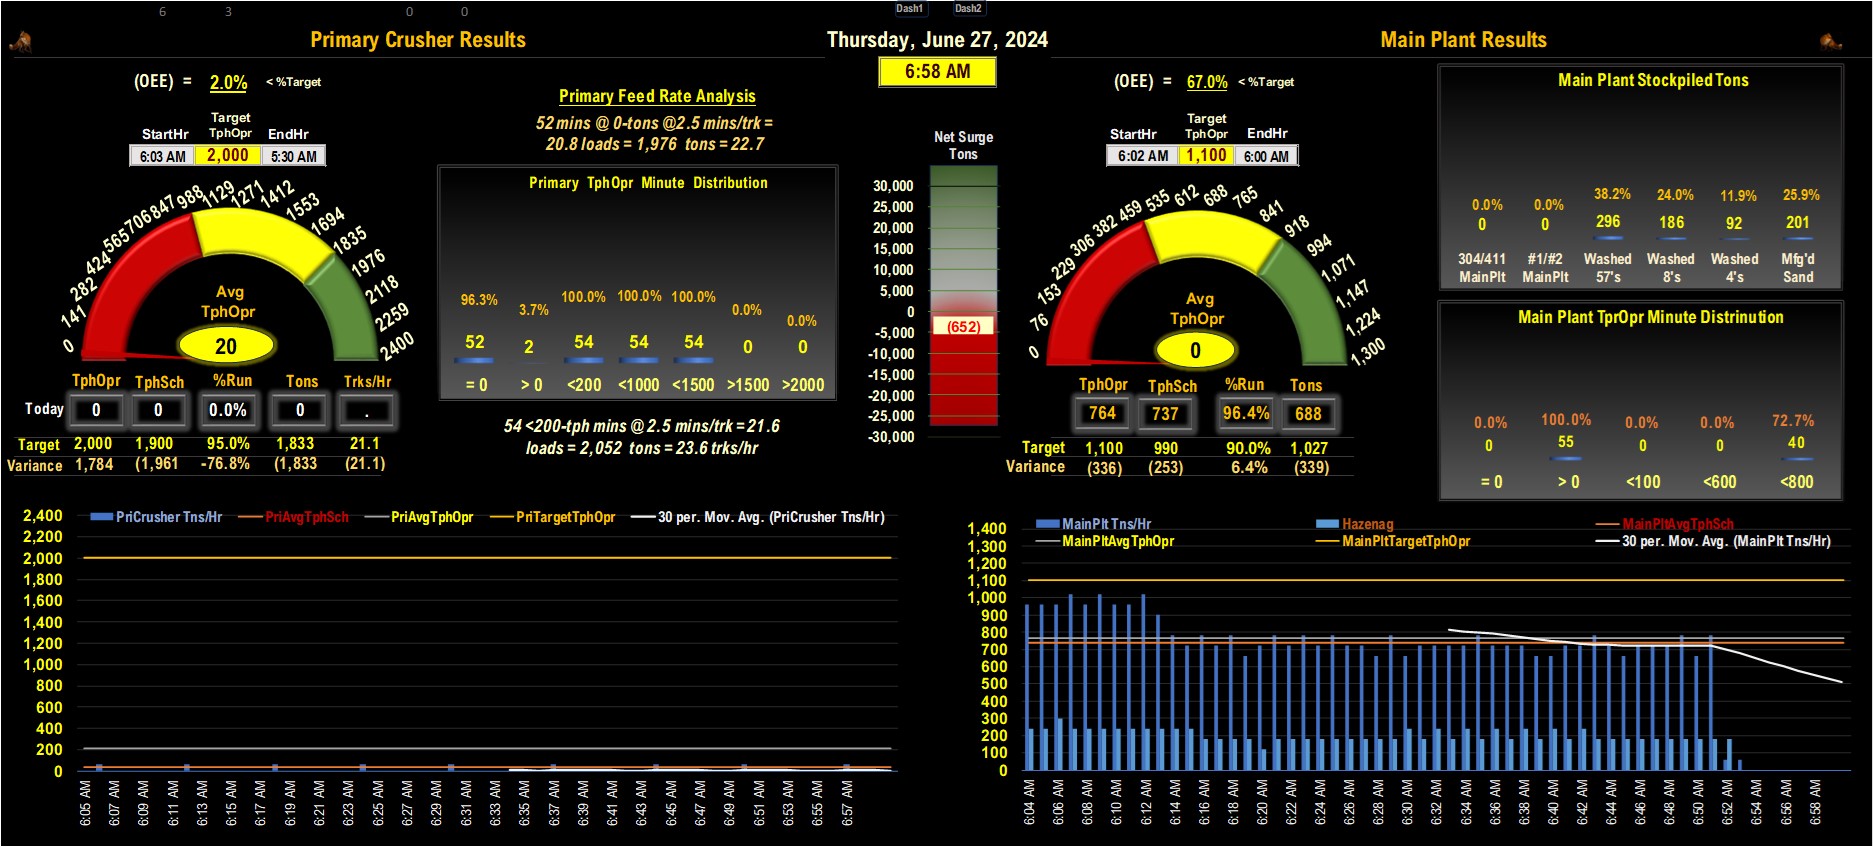 6 3 0 0 Dash1 Dash2
Primary Crusher Results
Thursday, June 27, 2024
Main Plant Results
6:58 AM
(OEE) = 2.0% < %Target
Target
StartHr TphOpr EndHr
6:03 AM 2,000 5:30 AM
0 141 282 424 565 706 847 988 1129 1271 1412 1553 1694 1835 1976 2118 2259 2400
Avg
TphOpr
20
TphOpr TphSch %Run Tons Trks/Hr
Today 0 0 0.0% 0 .
Target 2,000 1,900 95.0% 1,833 21.1
Variance 1,784 (1,961 -76.8% (1,833 (21.1)
Primary Feed Rate Analysis
52 mins @ 0-tons @2.5 mins/trk =
20.8 loads = 1,976 tons = 22.7
Primary TphOpr Minute Distribution
96.3% 3.7% 100.0% 100.0% 100.0% 0.0% 0.0%
52 2 54 54 54 0 0
= 0 > 0 <200 <1000 <1500 >1500 >2000
54 <200-tph mins @ 2.5 mins/trk = 21.6
loads = 2,052 tons = 23.6 trks/hr
Net Surge
Tons
30,000
25,000
20,000
15,000
10,000
5,000
0
-5,000
-10,000
-15,000
-20,000
-25,000
-30,000
(652)
(OEE) = 67.0% < %Target
Target
StartHr TphOpr EndHr
6:02 AM 1,100 6:00 AM
0 76 153 229 306 382 459 535 612 688 765 841 918 994 1,071 1,147 1,224 1,300
Avg
TphOpr
0
TphOpr TphSch %Run Tons
764 737 96.4% 688
Target 1,100 990 90.0% 1,027
Variance (336) (253) 6.4% (339)
Main Plant Stockpiled Tons
0.0% 0.0% 38.2% 24.0% 11.9% 25.9%
0 0 296 186 92 201
304/411 #1/#2 Washed Washed Washed Mfg'd
MainPlt MainPlt 57's 8's 4's Sand
Main Plant TprOpr Minute Distrinution
0.0% 100.0% 0.0% 0.0% 72.7%
0 55 0 0 40
= 0 > 0 <100 <600 <800
PriCrusher Tns/Hr PriAvgTphSch PriAvgTphOpr PriTargetTphOpr 30 per. Mov. Avg. (PriCrusher Tns/Hr)
2,400
2,200
2,000
1,800
1,600
1,400
1,200
1,000
800
600
400
200
0
6:05 AM 6:07 AM 6:09 AM 6:11 AM 6:13 AM 6:15 AM 6:17 AM 6:19 AM 6:21 AM 6:23 AM 6:25 AM 6:27 AM 6:29 AM 6:31 AM 6:33 AM 6:35 AM 6:37 AM 6:39 AM 6:41 AM 6:43 AM 6:45 AM 6:47 AM 6:49 AM 6:51 AM 6:53 AM 6:55 AM 6:57 AM
MainPlt Tns/Hr Hazenag MainPltAvgTphSch
MainPltAvgTphOpr MainPltTargetTphOpr 30 per. Mov. Avg. (MainPlt Tns/Hr)
1,400
1,300
1,200
1,100
1,000
900
800
700
600
500
400
300
200
100
0
6:04 AM 6:06 AM 6:08 AM 6:10 AM 6:12 AM 6:14 AM 6:16 AM 6:18 AM 6:20 AM 6:22 AM 6:24 AM 6:26 AM 6:28 AM 6:30 AM 6:32 AM 6:34 AM 6:36 AM 6:38 AM 6:40 AM 6:42 AM 6:44 AM 6:46 AM 6:48 AM 6:50 AM 6:52 AM 6:54 AM 6:56 AM 6:58 AM